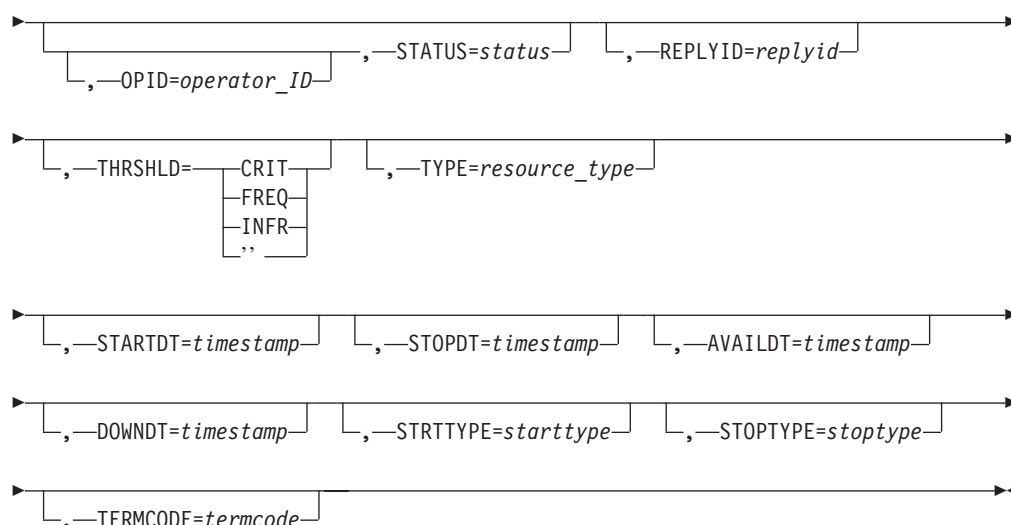 , STATUS=status
, REPLYID=replyid
, OPID=operator_ID
, THRSHLD= CRIT
FREQ
INFR
’’
, TYPE=resource_type
, STARTDT=timestamp
, STOPDT=timestamp
, AVAILDT=timestamp
, DOWNDT=timestamp
, STRTTYPE=starttype
, STOPTYPE=stoptype
, TERMCODE=termcode